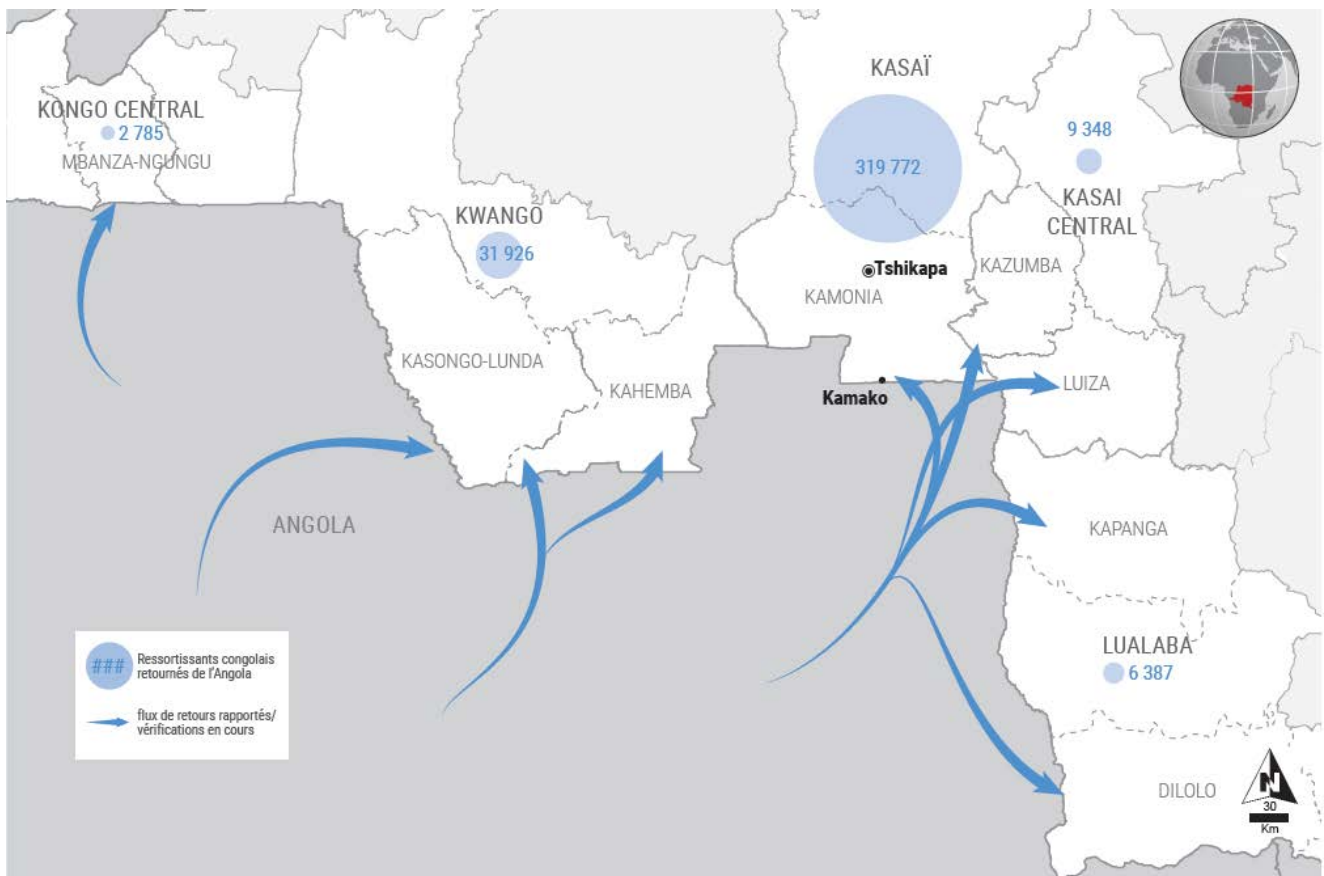 KASAÏ
KONGO CENTRAL
2 785
MBANZA-NGUNGU
9 348
319 772
KASAI
CENTRAL
KWANGO
31 926
Tshikapa
KAZUMBA
KAMONIA
KASONGO-LUNDA
KAHEMBA
Kamako
LUIZA
ANGOLA
KAPANGA
LUALABA
6 387
DILOLO
### Ressortissants congolais
retournés de l'Angola
flux de retours rapportés/
vérifications en cours
N
30
Km